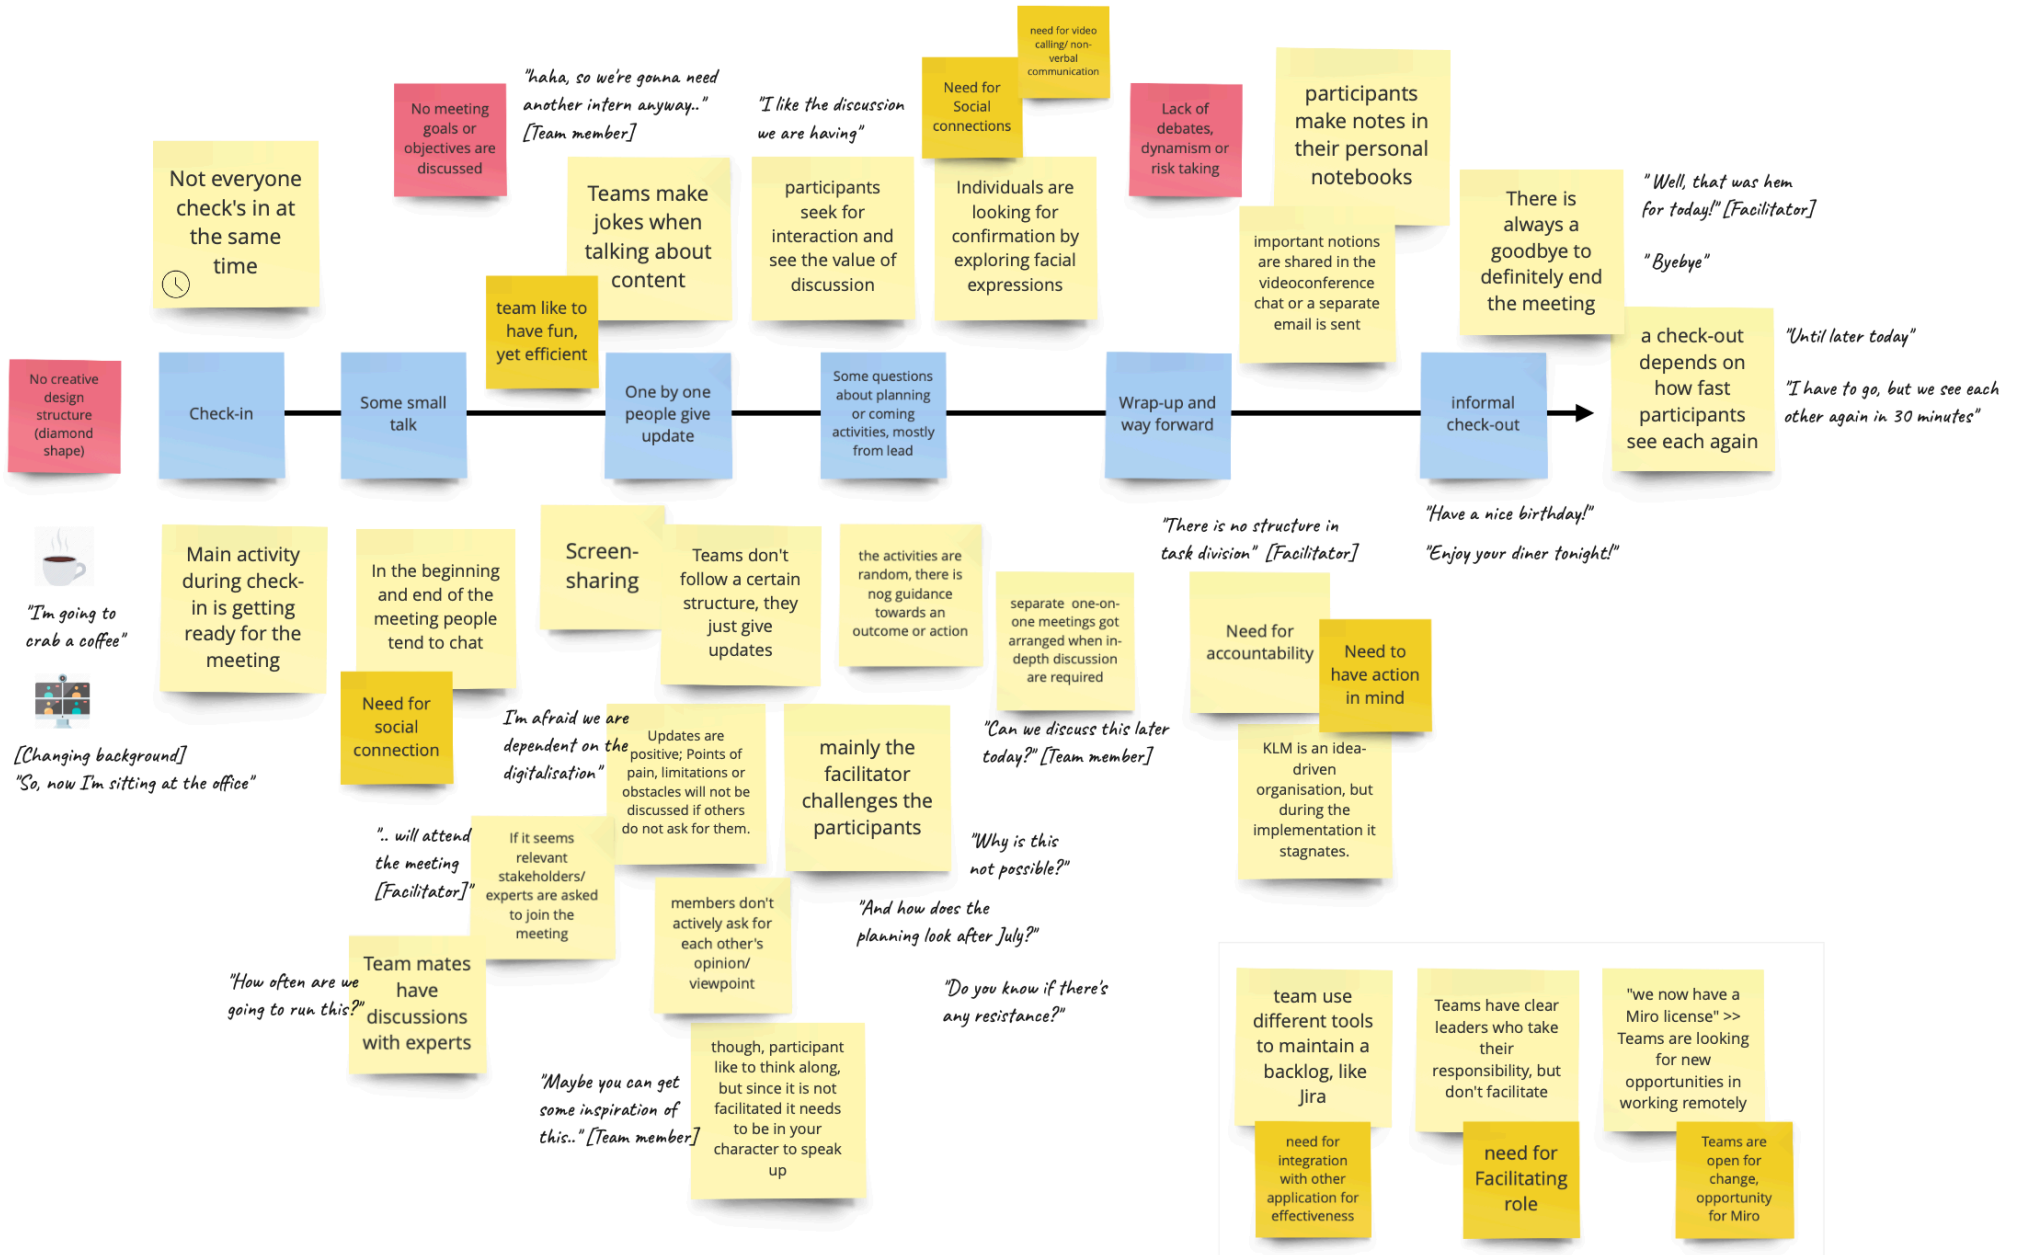 need for video
calling/ non-
verbal
communication
"haha, so we're gonna need
another intern anyway.."
[Team member]
No meeting
goals or
objectives are
discussed
"I like the discussion
we are having"
Need for
Social
connections
Lack of
debates,
dynamism or
risk taking
participants
make notes in
their personal
notebooks
Not everyone
check's in at
the same
time
Teams make
jokes when
talking about
content
participants
seek for
interaction and
see the value of
discussion
Individuals are
looking for
confirmation by
exploring facial
expressions
important notions
are shared in the
videoconference
chat or a separate
email is sent
There is
always a
goodbye to
definitely end
the meeting
"Well, that was hem
for today!" [Facilitator]
"Byebye"
team like to
have fun,
yet efficient
a check-out
depends on
how fast
participants
see each again
"Until later today"
"I have to go, but we see each
other again in 30 minutes"
No creative
design
structure
(diamond
shape)
Check-in
Some small
talk
One by one
people give
update
Some questions
about planning
or coming
activities, mostly
from lead
Wrap-up and
way forward
informal
check-out
"Have a nice birthday!"
"Enjoy your diner tonight!"
"There is no structure in
task division" [Facilitator]
"I'm going to
crab a coffee"
[Changing background]
"So, now I'm sitting at the office"
Main activity
during check-
in is getting
ready for the
meeting
In the beginning
and end of the
meeting people
tend to chat
Need for
social
connection
Screen-
sharing
Teams don't
follow a certain
structure, they
just give
updates
the activities are
random, there is
nog guidance
towards an
outcome or action
separate one-on-
one meetings got
arranged when in-
depth discussion
are required
"Can we discuss this later
today?" [Team member]
Need for
accountability
Need to
have action
in mind
KLM is an idea-
driven
organisation, but
during the
implementation it
stagnates.
I'm afraid we are
dependent on the
digitalisation"
Updates are
positive; Points of
pain, limitations or
obstacles will not be
discussed if others
do not ask for them.
mainly the
facilitator
challenges the
participants
"Why is this
not possible?"
"And how does the
planning look after July?"
"Do you know if there's
any resistance?"
".. will attend
the meeting
[Facilitator]"
If it seems
relevant
stakeholders/
experts are asked
to join the
meeting
members don't
actively ask for
each other's
opinion/
viewpoint
"How often are we
going to run this?"
Team mates
have
discussions
with experts
"Maybe you can get
some inspiration of
this.." [Team member]
though, participant
like to think along,
but since it is not
facilitated it needs
to be in your
character to speak
up
team use
different tools
to maintain a
backlog, like
Jira
need for
integration
with other
application for
effectiveness
Teams have clear
leaders who take
their
responsibility, but
don't facilitate
need for
Facilitating
role
"we now have a
Miro license" >>
Teams are looking
for new
opportunities in
working remotely
Teams are
open for
change,
opportunity
for Miro